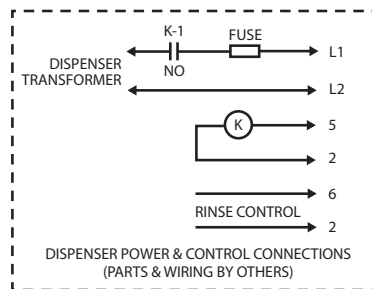 K-1
FUSE
L1
DISPENSER
TRANSFORMER
NO
L2
K
5
2
6
RINSE CONTROL
2
DISPENSER POWER & CONTROL CONNECTIONS
(PARTS & WIRING BY OTHERS)